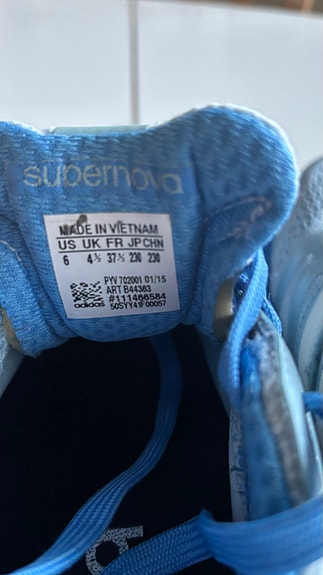 supernova
MADE IN VIETNAM
US UK FR JP CHN
6 4½ 37⅓ 230 230
PYV 702001 01/15
ART B44363
#111466584
adidas 50SYY41F00057